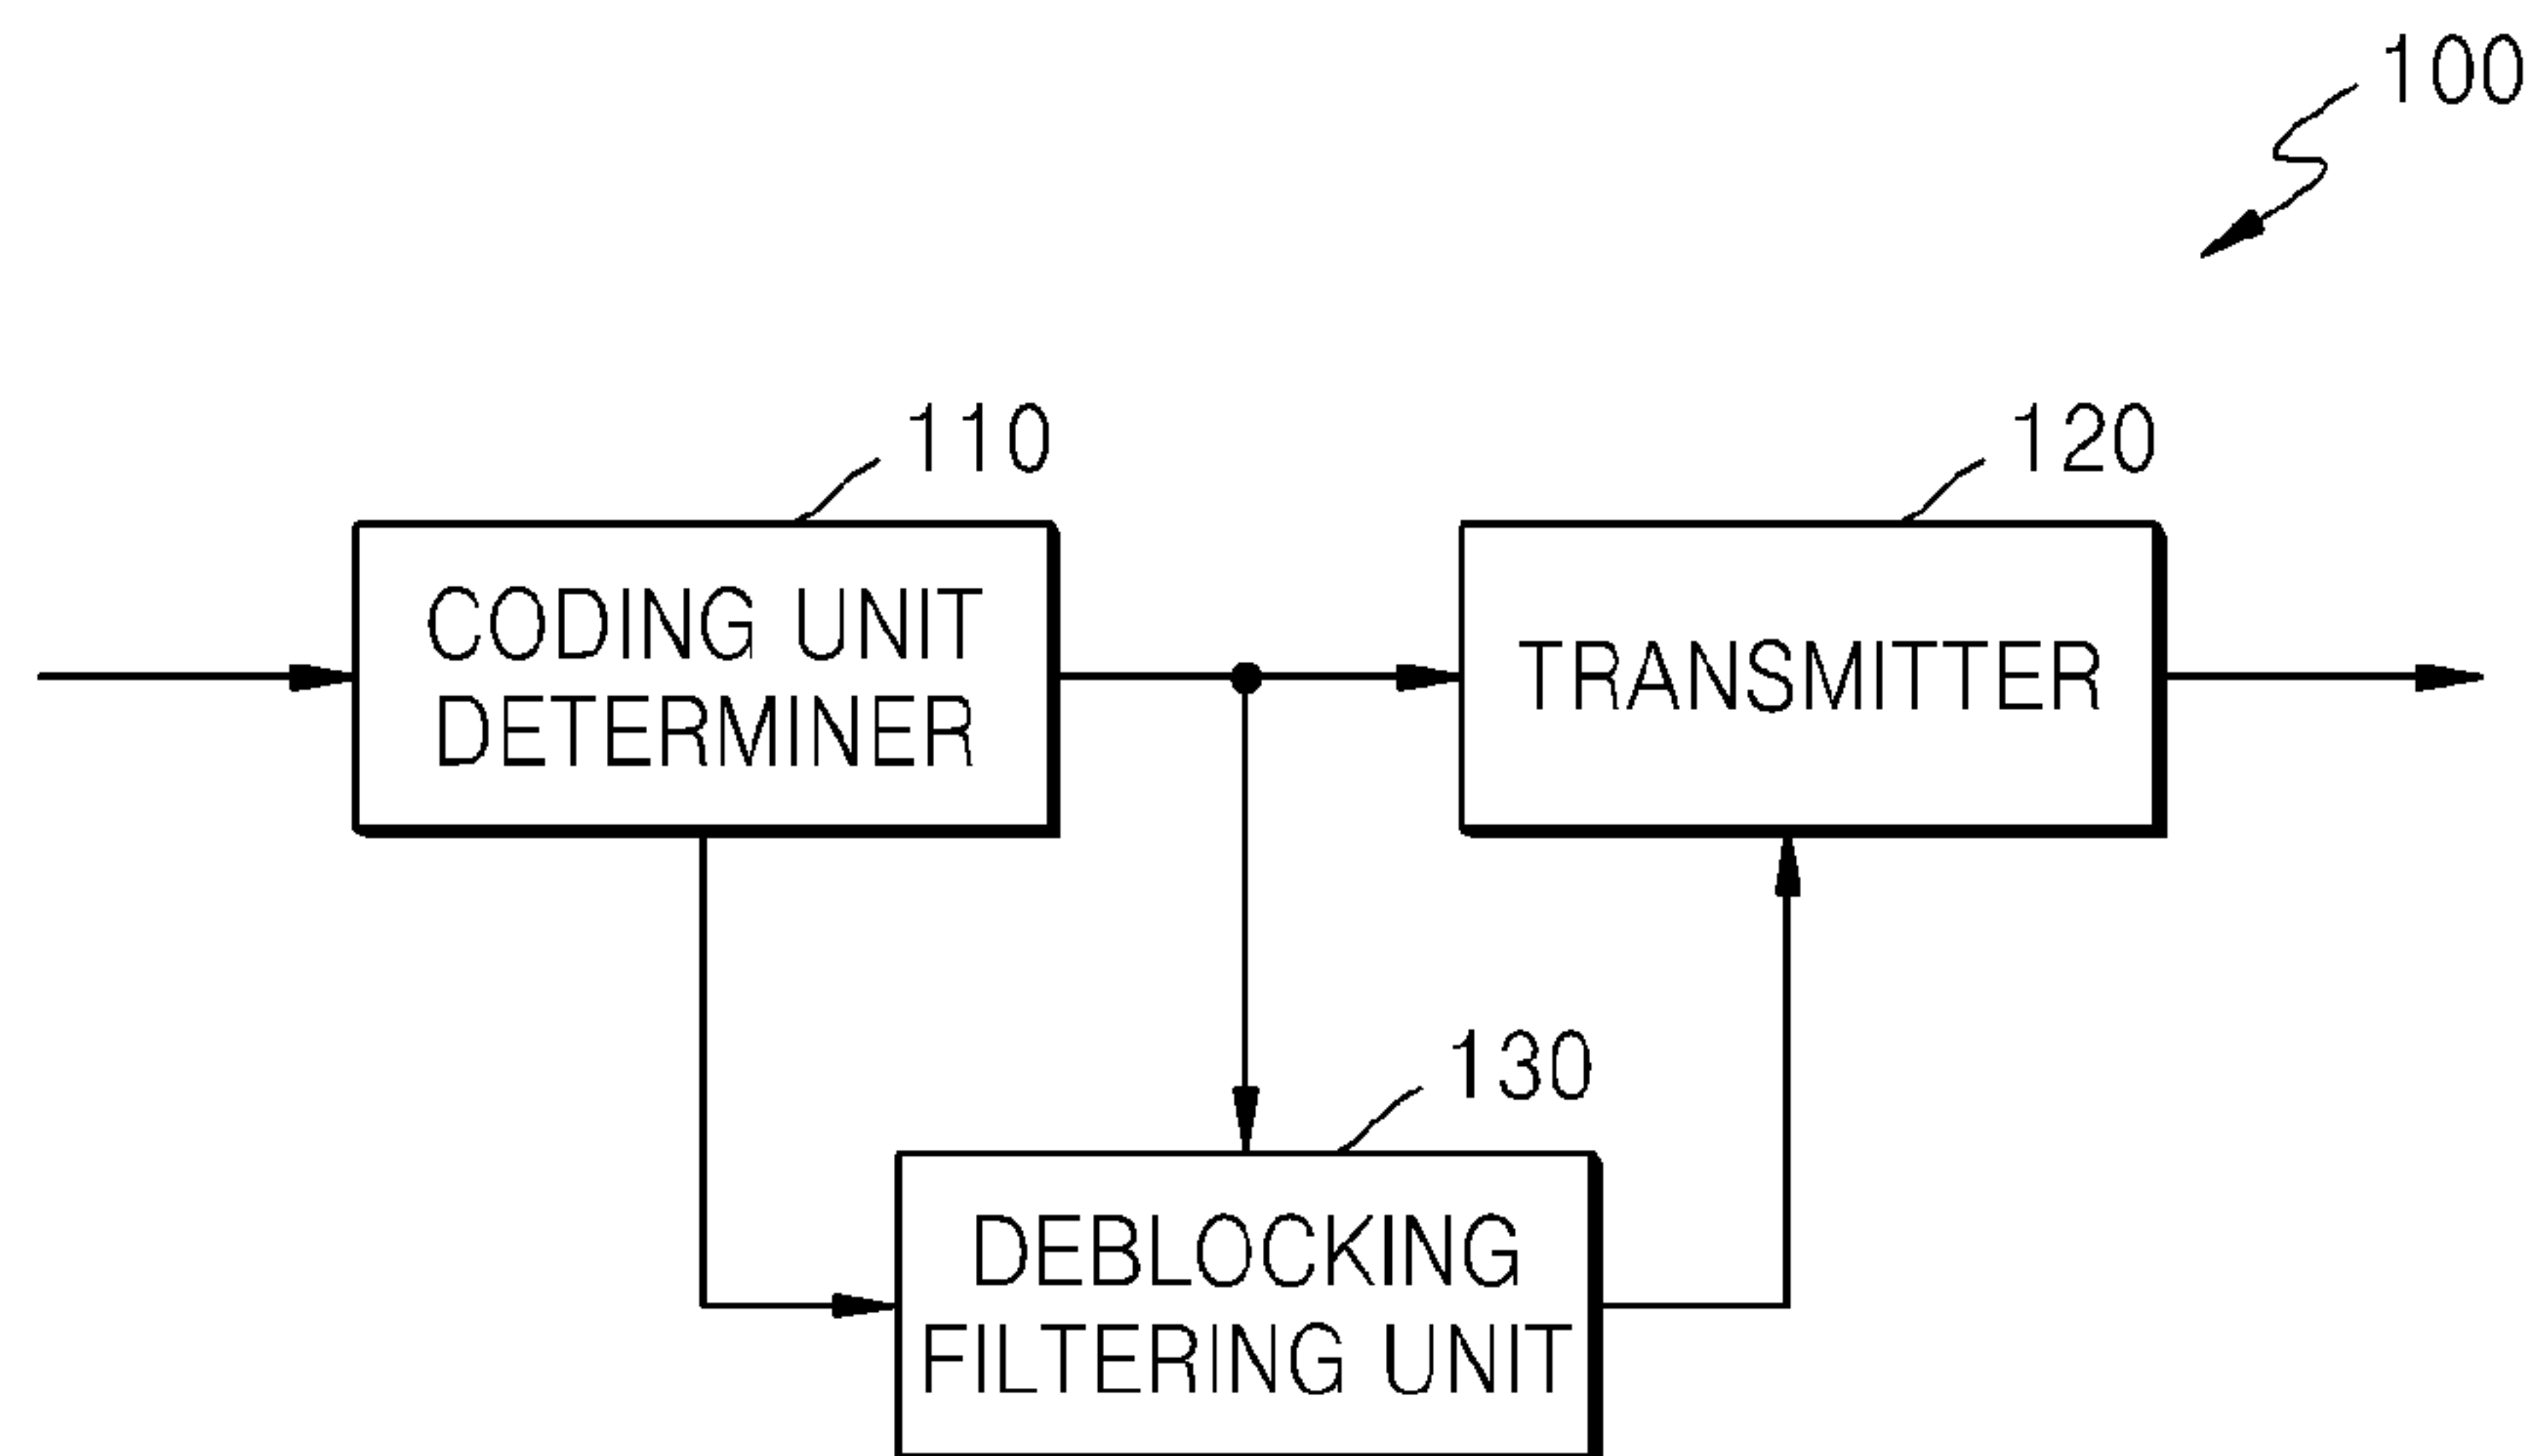 100
110
120
CODING UNIT
DETERMINER
TRANSMITTER
130
DEBLOCKING
FILTERING UNIT